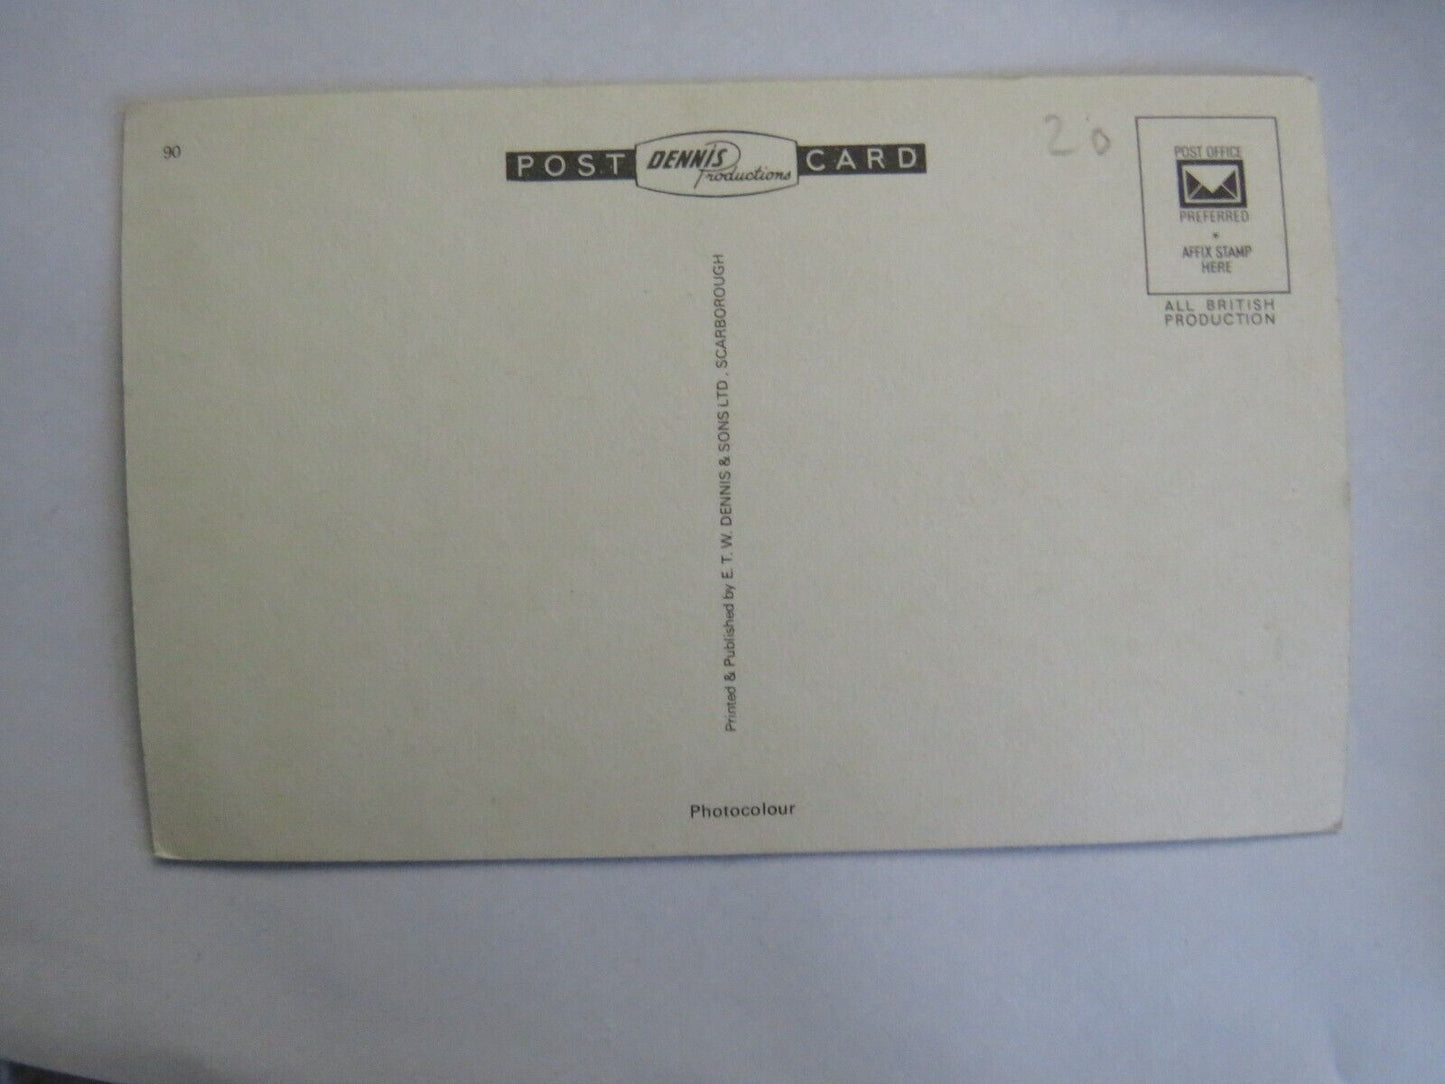 90
POST DENNIS Productions CARD
20
POST OFFICE
PREFERRED
AFFIX STAMP
HERE
ALL BRITISH
PRODUCTION
Printed & Published by E. T. W. DENNIS & SONS LTD., SCARBOROUGH
Photocolour